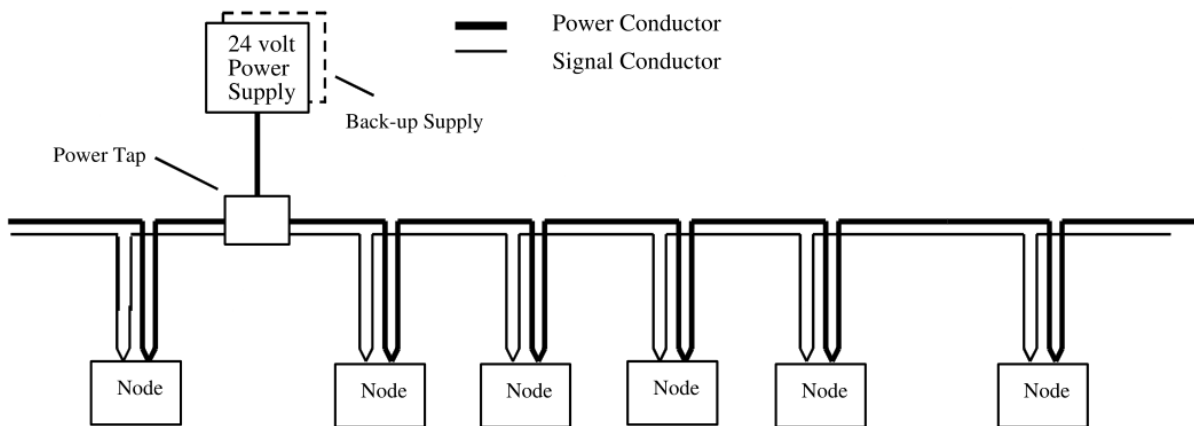 24 volt
Power
Supply
Power Conductor
Signal Conductor
Back-up Supply
Power Tap
Node
Node
Node
Node
Node
Node